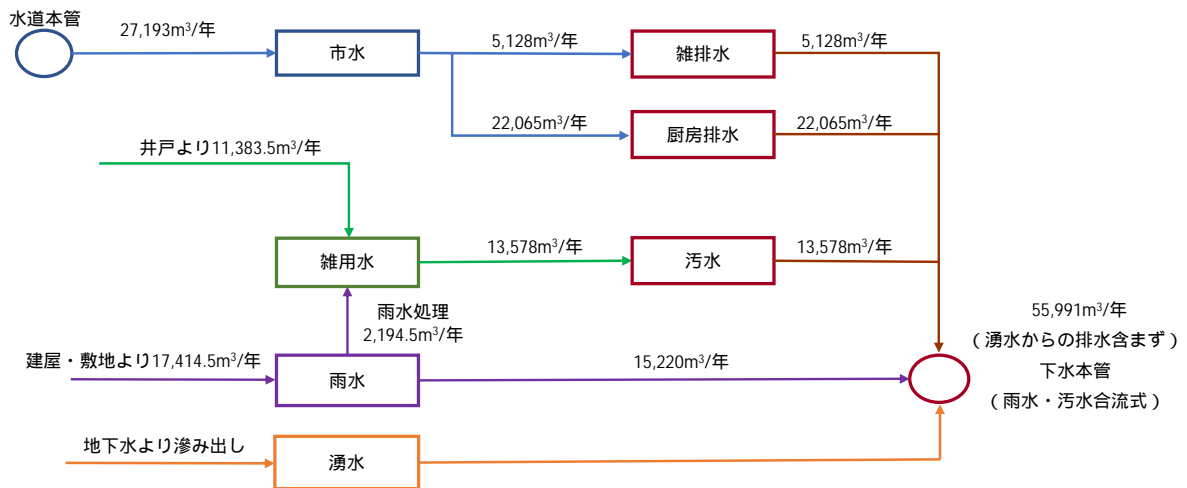 水道本管
27,193m³/年
市水
5,128m³/年
雑排水
5,128m³/年
22,065m³/年
厨房排水
22,065m³/年
井戸より11,383.5m³/年
雑用水
13,578m³/年
汚水
13,578m³/年
雨水処理
2,194.5m³/年
建屋・敷地より17,414.5m³/年
雨水
15,220m³/年
55,991m³/年
（湧水からの排水含まず）
下水本管
（雨水・汚水合流式）
地下水より滲み出し
湧水